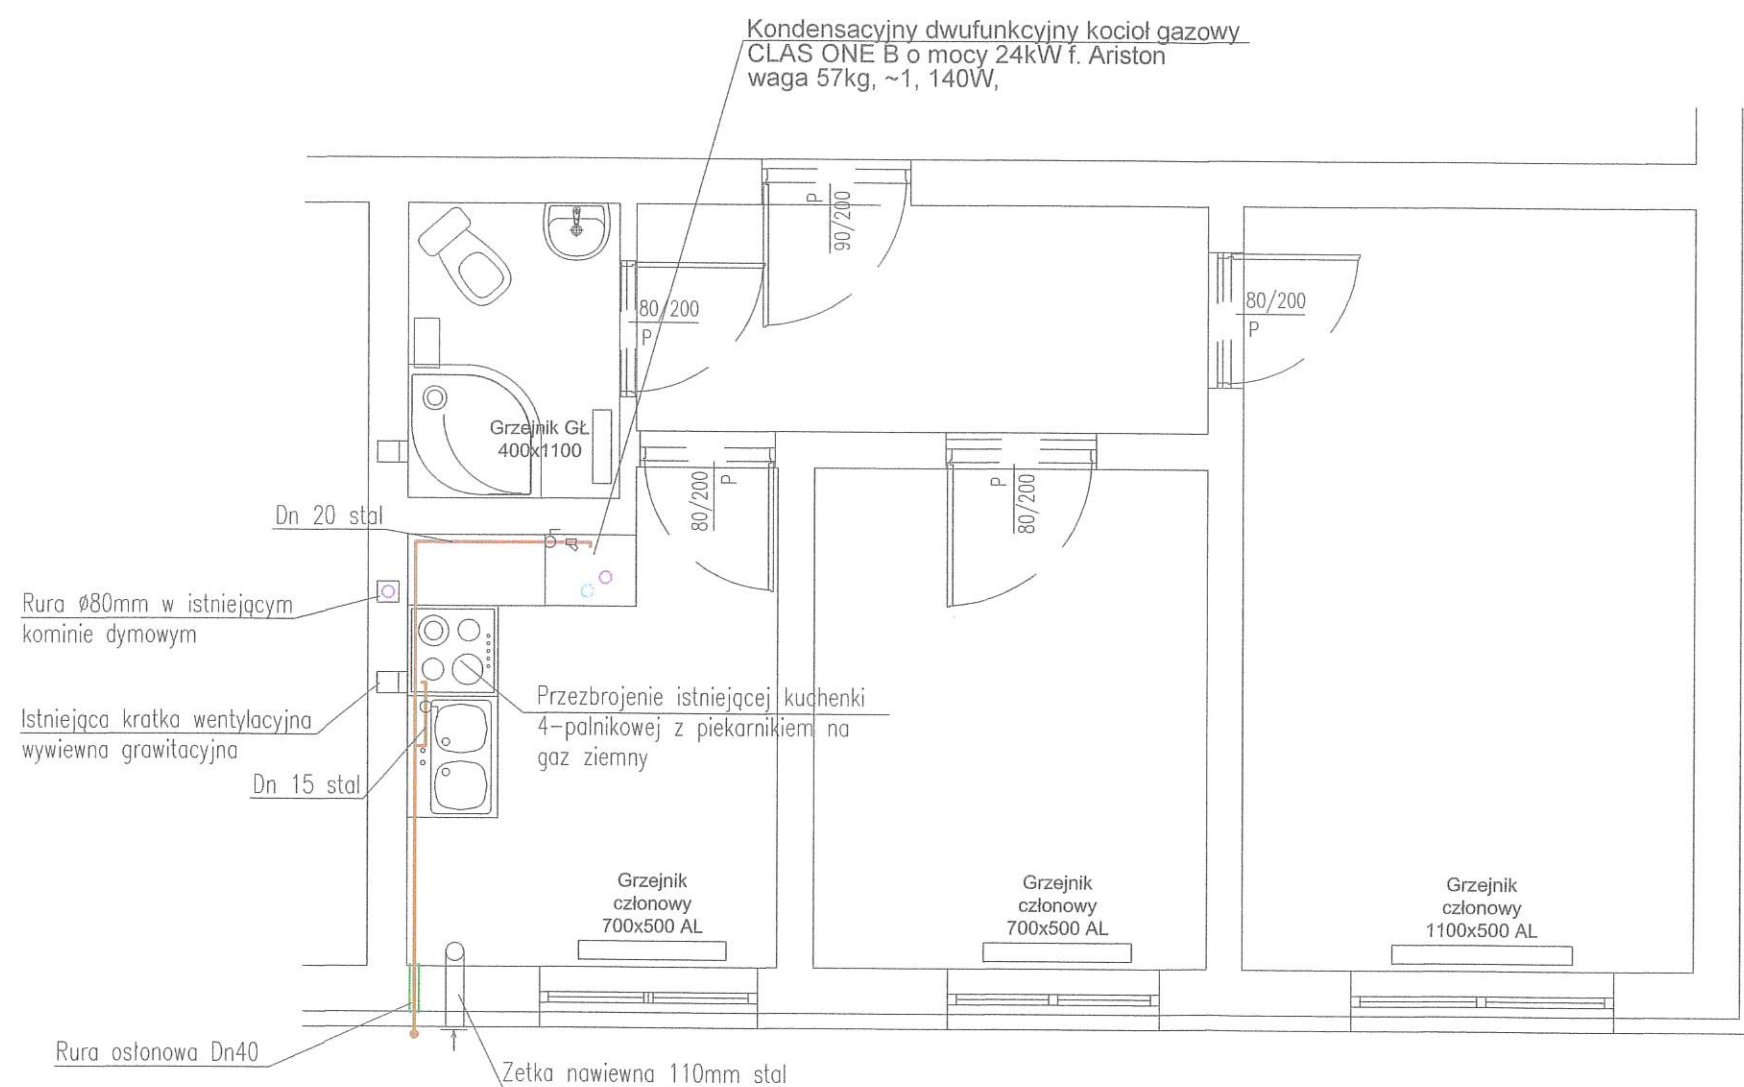 Kondensacyjny dwufunkcyjny kocioł gazowy
CLAS ONE B o mocy 24kW f. Ariston
waga 57kg, ~1, 140W,
P
90/200
80/200
P
80/200
P
Grzejnik GŁ
400x1100
80/200
P
P
80/200
Dn 20 stal
Rura ø80mm w istniejącym
kominie dymowym
Istniejąca kratka wentylacyjna
wywiewna grawitacyjna
Przezbrojenie istniejącej kuchenki
4-palnikowej z piekarnikiem na
gaz ziemny
Dn 15 stal
Grzejnik
członowy
700x500 AL
Grzejnik
członowy
700x500 AL
Grzejnik
członowy
1100x500 AL
Rura osłonowa Dn40
Zetka nawiewna 110mm stal